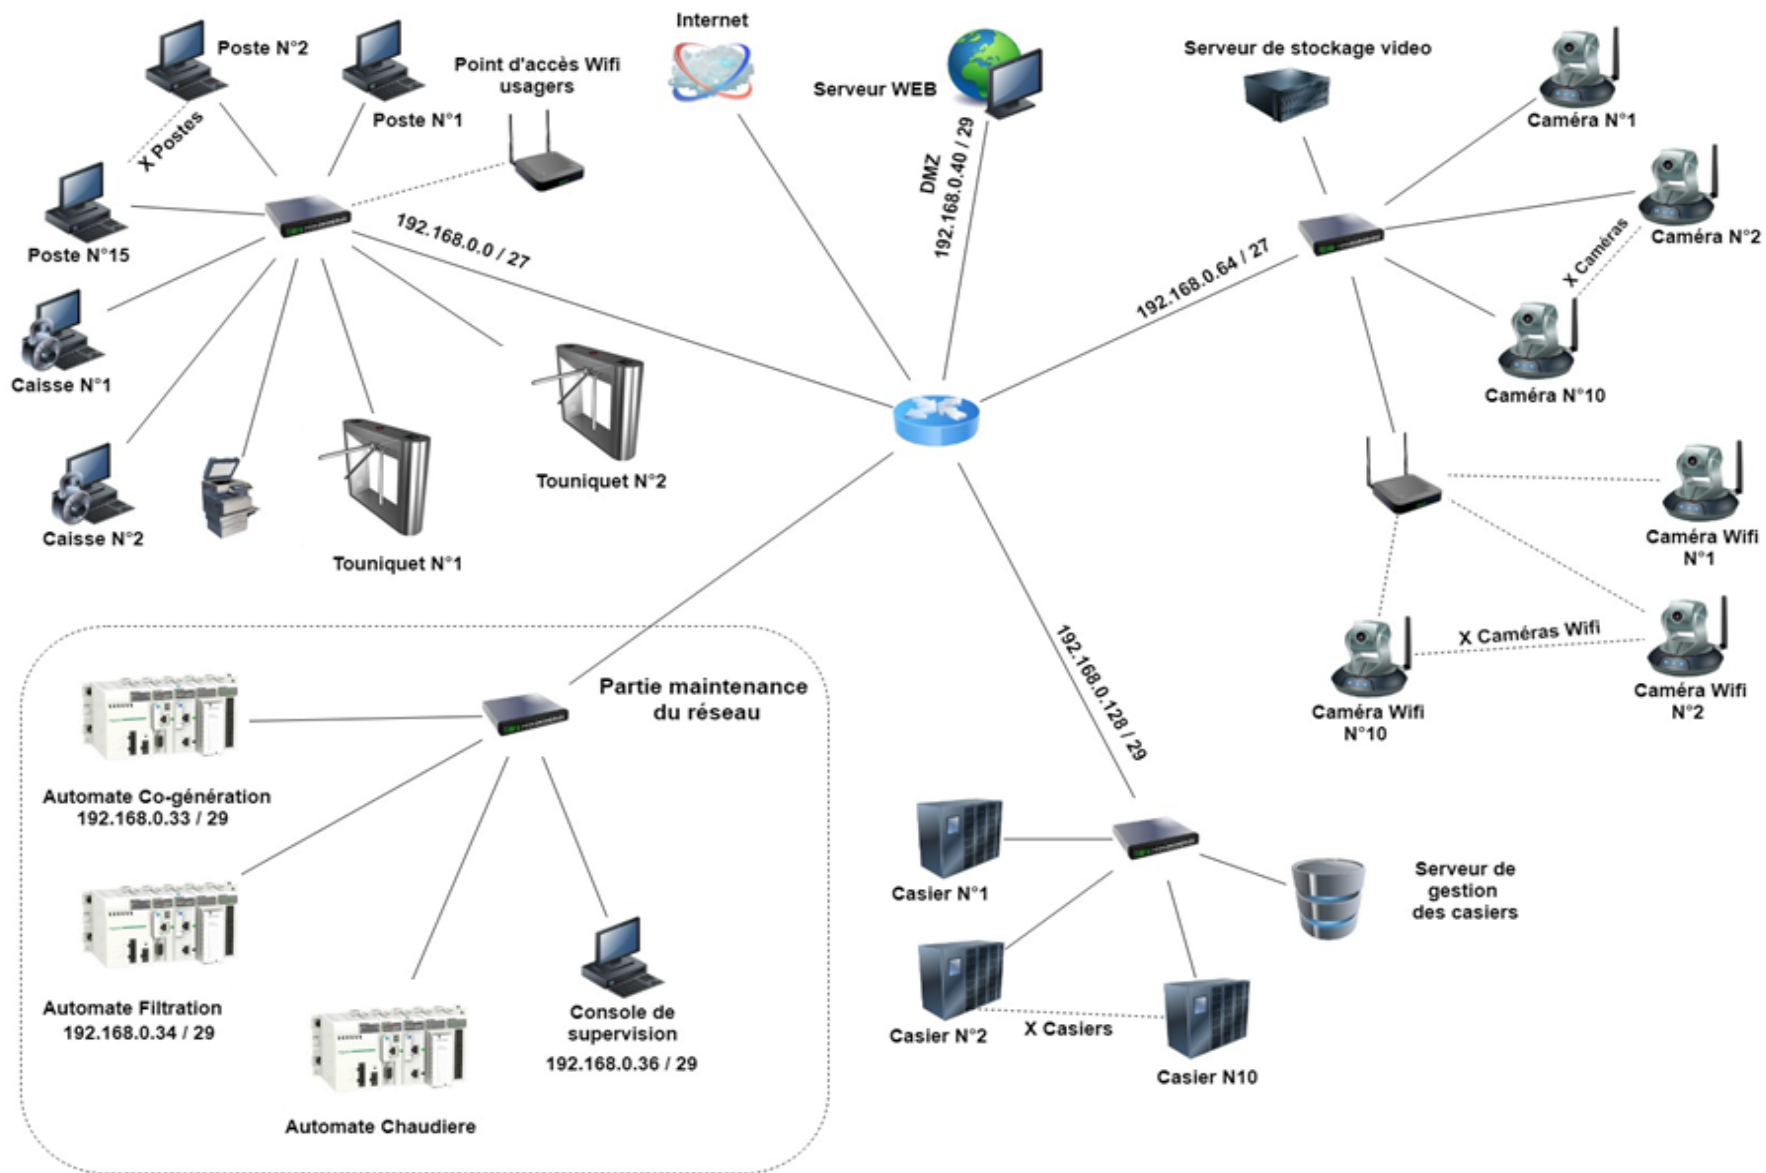 Internet
Poste N°2
Poste N°1
Point d'accès Wifi
usagers
Serveur WEB
Serveur de stockage video
Caméra N°1
X Postes
DMZ
192.168.0.40 / 29
Poste N°15
192.168.0.0 / 27
192.168.0.64 / 27
Caméra N°2
X Caméras
Caisse N°1
Caméra N°10
Touniquet N°2
Caisse N°2
Touniquet N°1
Caméra Wifi
N°1
X Caméras Wifi
Caméra Wifi
N°10
Caméra Wifi
N°2
Partie maintenance
du réseau
192.168.0.128 / 29
Automate Co-génération
192.168.0.33 / 29
Casier N°1
Serveur de
gestion
des casiers
Automate Filtration
192.168.0.34 / 29
Console de
supervision
192.168.0.36 / 29
Casier N°2
X Casiers
Casier N10
Automate Chaudiere